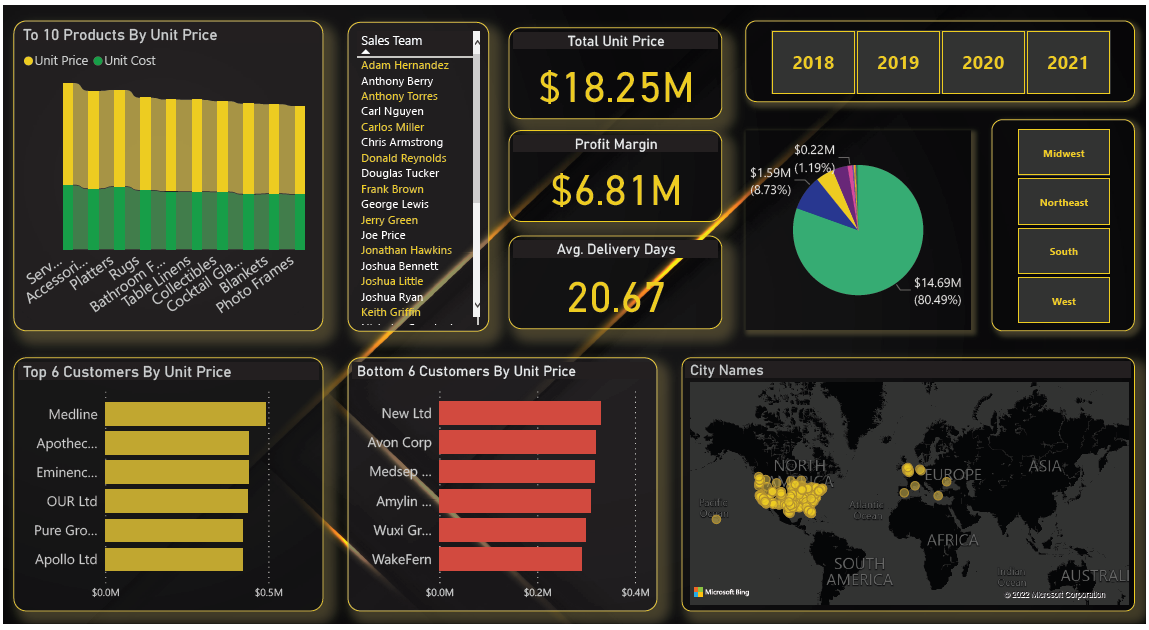 To 10 Products By Unit Price
Unit Price Unit Cost
Serv...
Accessori...
Platters
Rugs
Bathroom F...
Table Linens
Collectibles
Cocktail Gla...
Blankets
Photo Frames
Sales Team
Adam Hernandez
Anthony Berry
Anthony Torres
Carl Nguyen
Carlos Miller
Chris Armstrong
Donald Reynolds
Douglas Tucker
Frank Brown
George Lewis
Jerry Green
Joe Price
Jonathan Hawkins
Joshua Bennett
Joshua Little
Joshua Ryan
Keith Griffin
Total Unit Price
$18.25M
Profit Margin
$6.81M
Avg. Delivery Days
20.67
2018 2019 2020 2021
$0.22M
(1.19%)
$1.59M
(8.73%)
$14.69M
(80.49%)
Midwest
Northeast
South
West
Top 6 Customers By Unit Price
Medline
Apothec...
Eminenc...
OUR Ltd
Pure Gro...
Apollo Ltd
$0.0M $0.5M
Bottom 6 Customers By Unit Price
New Ltd
Avon Corp
Medsep ...
Amylin ...
Wuxi Gr...
WakeFern
$0.0M $0.2M $0.4M
City Names
NORTH
AMERICA
EUROPE
ASIA
Pacific
Ocean
Atlantic
Ocean
AFRICA
SOUTH
AMERICA
Indian
Ocean
AUSTRALI
Microsoft Bing
© 2022 Microsoft Corporation